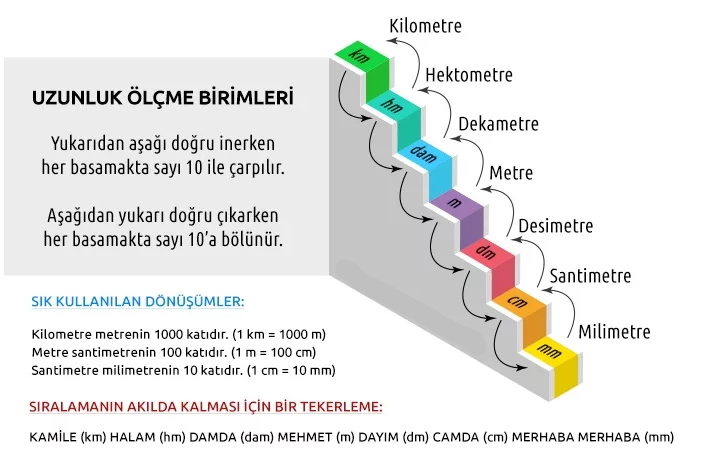 Kilometre
km
Hektometre
hm
Dekametre
dam
Metre
m
Desimetre
dm
Santimetre
cm
Milimetre
mm
UZUNLUK ÖLÇME BİRİMLERİ
Yukarıdan aşağı doğru inerken
her basamakta sayı 10 ile çarpılır.
Aşağıdan yukarı doğru çıkarken
her basamakta sayı 10’a bölünür.
SIK KULLANILAN DÖNÜŞÜMLER:
Kilometre metrenin 1000 katıdır. (1 km = 1000 m)
Metre santimetrenin 100 katıdır. (1 m = 100 cm)
Santimetre milimetrenin 10 katıdır. (1 cm = 10 mm)
SIRALAMANIN AKILDA KALMASI İÇİN BİR TEKERLEME:
KAMİLE (km) HALAM (hm) DAMDA (dam) MEHMET (m) DAYIM (dm) CAMDA (cm) MERHABA MERHABA (mm)